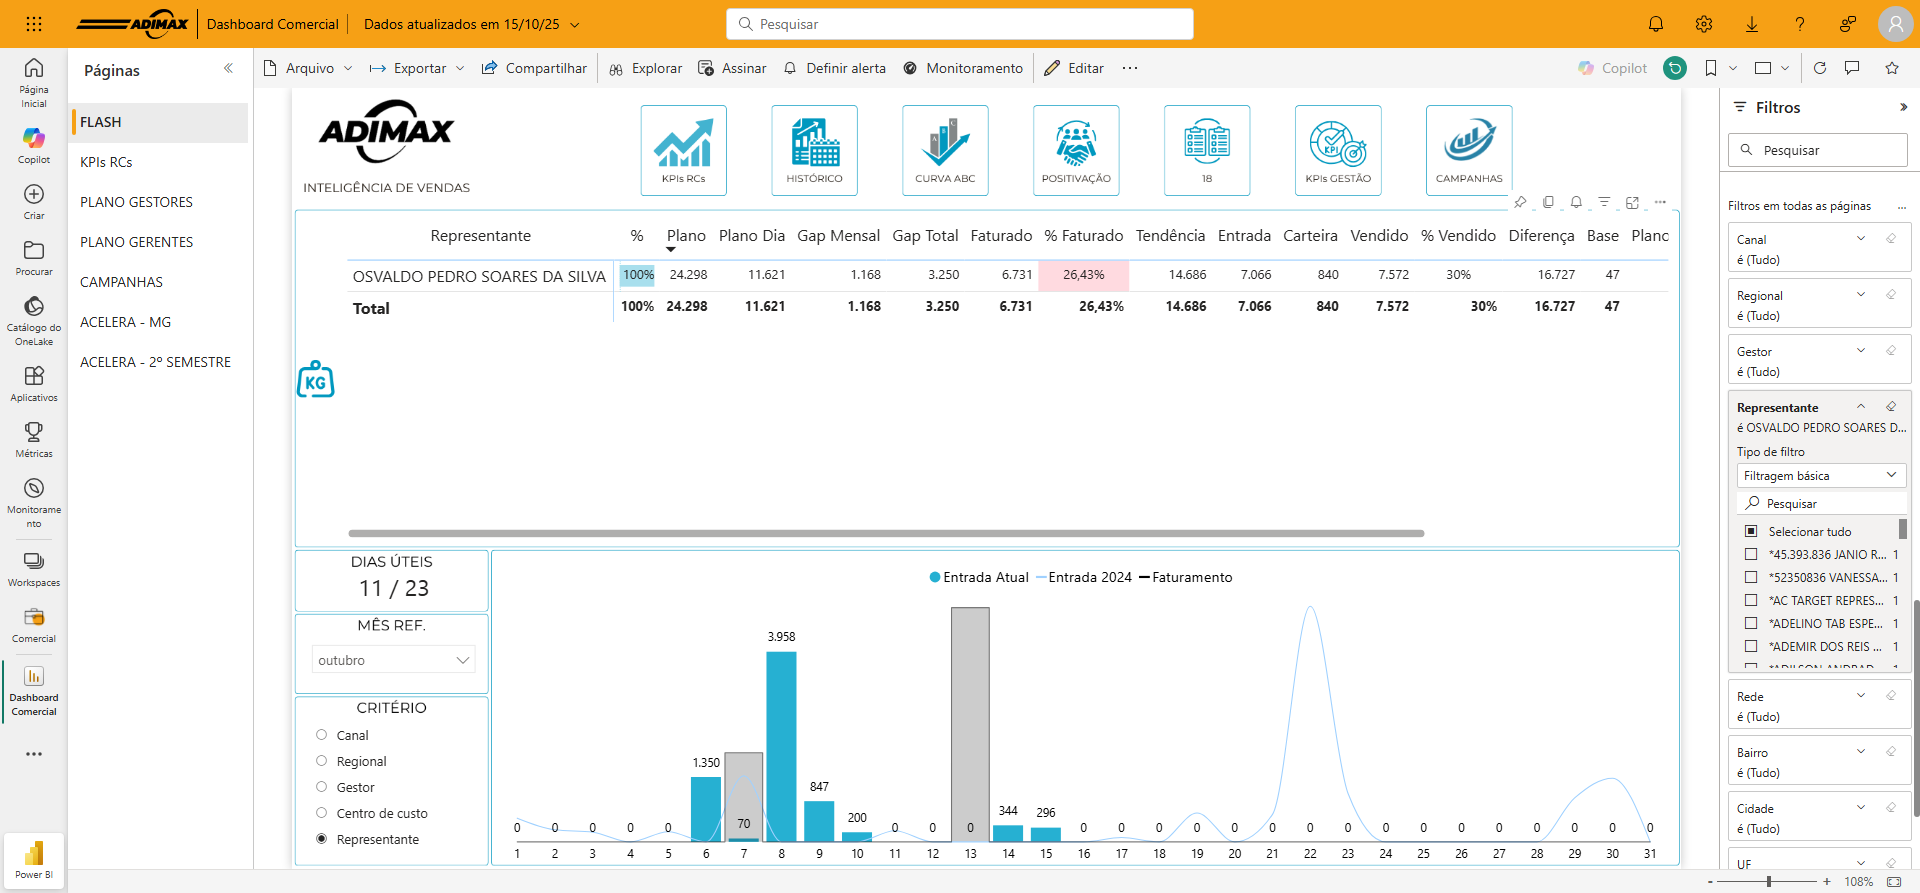 ADIMAX
Dashboard Comercial
Dados atualizados em 15/10/25
Pesquisar
Página Inicial
Copilot
Criar
Procurar
Catálogo do OneLake
Aplicativos
Métricas
Monitorame
nto
Workspaces
Comercial
Dashboard Comercial
Power BI
Páginas
FLASH
KPIs RCs
PLANO GESTORES
PLANO GERENTES
CAMPANHAS
ACELERA - MG
ACELERA - 2º SEMESTRE
Arquivo Exportar Compartilhar Explorar Assinar Definir alerta Monitoramento Editar ... Copilot
ADIMAX
INTELIGÊNCIA DE VENDAS
KPIs RCs
HISTÓRICO
A B C
CURVA ABC
POSITIVAÇÃO
18
KPI
KPIs GESTÃO
CAMPANHAS
Representante % Plano Plano Dia Gap Mensal Gap Total Faturado % Faturado Tendência Entrada Carteira Vendido % Vendido Diferença Base Plano
OSVALDO PEDRO SOARES DA SILVA 100% 24.298 11.621 1.168 3.250 6.731 26,43% 14.686 7.066 840 7.572 30% 16.727 47
Total 100% 24.298 11.621 1.168 3.250 6.731 26,43% 14.686 7.066 840 7.572 30% 16.727 47
KG
DIAS ÚTEIS
11 / 23
MÊS REF.
outubro
CRITÉRIO
Canal
Regional
Gestor
Centro de custo
Representante
Entrada Atual Entrada 2024 Faturamento
0 0 0 0 0 1.350 70 3.958 847 200 0 0 0 344 296 0 0 0 0 0 0 0 0 0 0 0 0 0 0 0 0
1 2 3 4 5 6 7 8 9 10 11 12 13 14 15 16 17 18 19 20 21 22 23 24 25 26 27 28 29 30 31
Filtros
Pesquisar
Filtros em todas as páginas ...
Canal
é (Tudo)
Regional
é (Tudo)
Gestor
é (Tudo)
Representante
é OSVALDO PEDRO SOARES D...
Tipo de filtro
Filtragem básica
Pesquisar
Selecionar tudo
*45.393.836 JANIO R... 1
*52350836 VANESSA... 1
*AC TARGET REPRES... 1
*ADELINO TAB ESPE... 1
*ADEMIR DOS REIS ... 1
*ADILSON ANDRAD... 1
Rede
é (Tudo)
Bairro
é (Tudo)
Cidade
é (Tudo)
UF
- + 108%